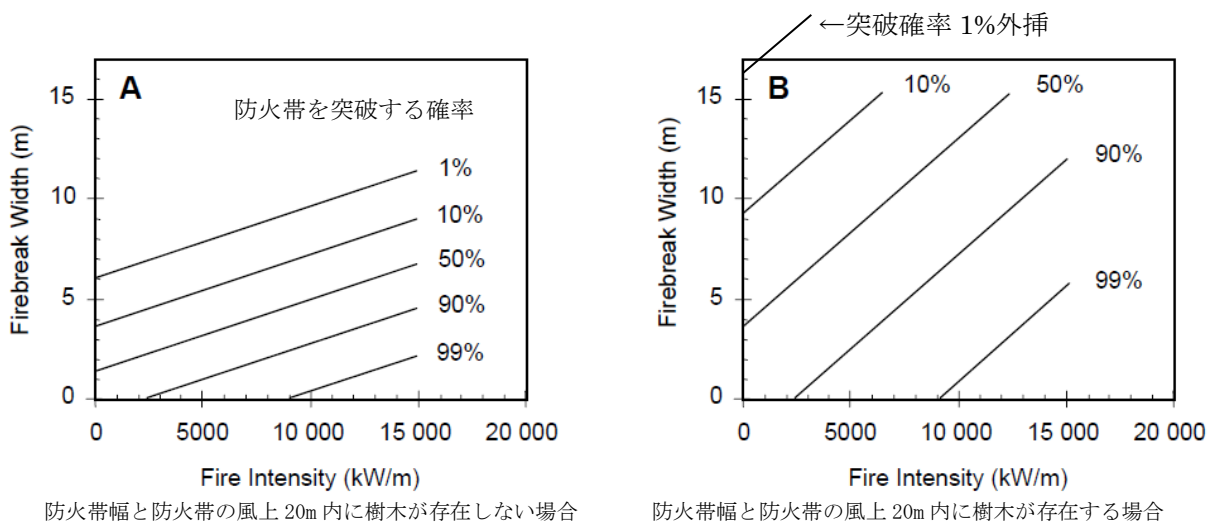 ←突破確率 1%外挿
A
防火帯を突破する確率
Firebreak Width (m)
15
10
5
0
1%
10%
50%
90%
99%
0 5000 10 000 15 000 20 000
Fire Intensity (kW/m)
防火帯幅と防火帯の風上 20m 内に樹木が存在しない場合
B
Firebreak Width (m)
15
10
5
0
10%
50%
90%
99%
0 5000 10 000 15 000 20 000
Fire Intensity (kW/m)
防火帯幅と防火帯の風上 20m 内に樹木が存在する場合